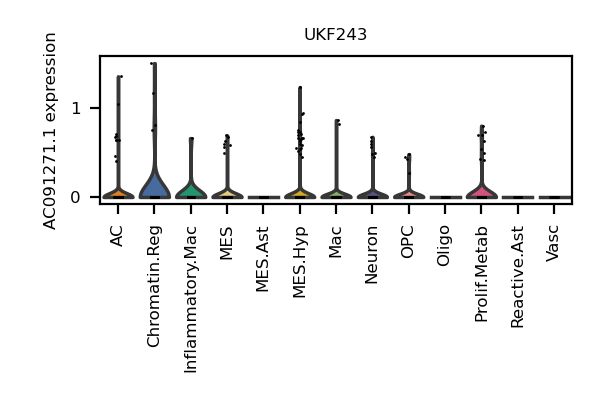 UKF243
AC091271.1 expression
1
0
AC
Chromatin.Reg
Inflammatory.Mac
MES
MES.Ast
MES.Hyp
Mac
Neuron
OPC
Oligo
Prolif.Metab
Reactive.Ast
Vasc